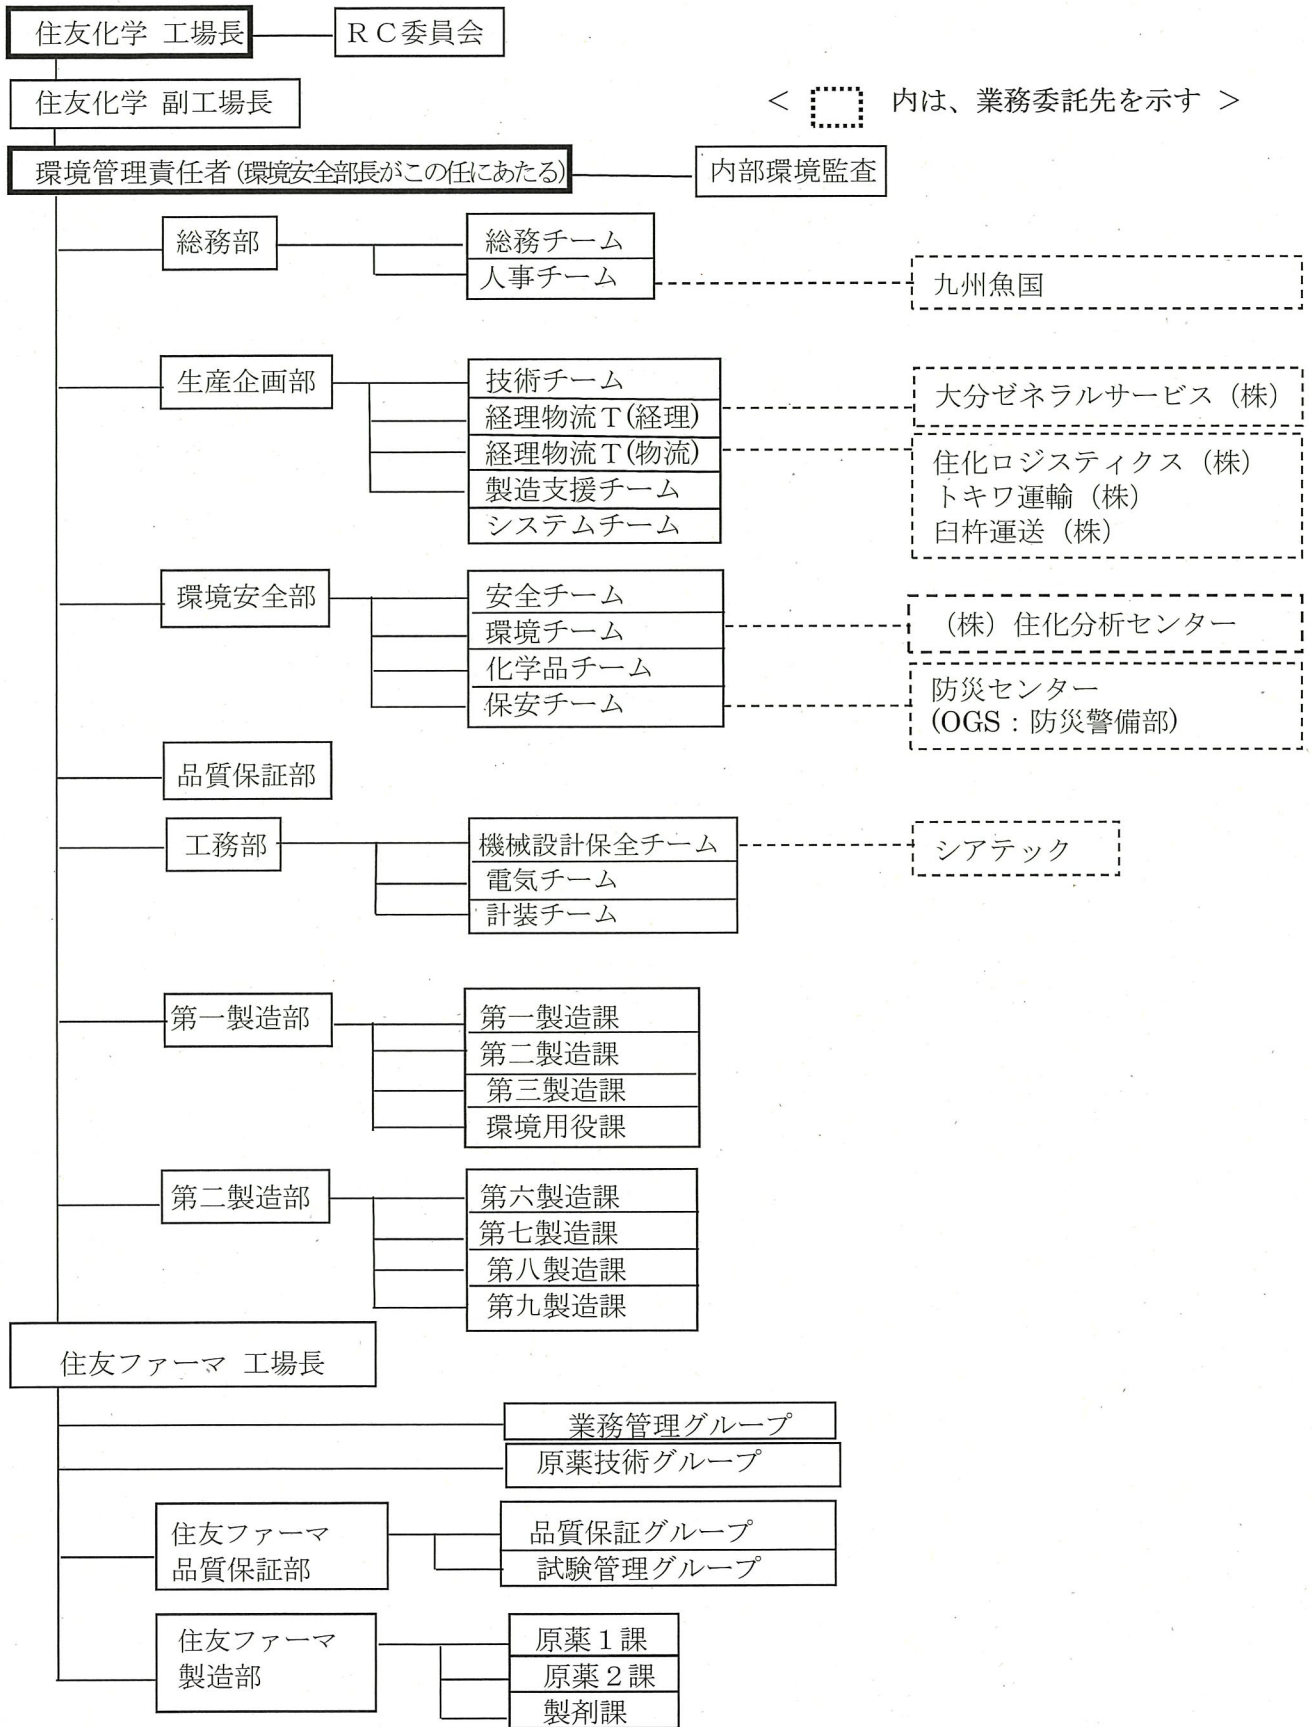 住友化学 工場長
ＲＣ委員会
住友化学 副工場長
< 内は、業務委託先を示す >
環境管理責任者(環境安全部長がこの任にあたる)
内部環境監査
総務部
総務チーム
人事チーム
九州魚国
生産企画部
技術チーム
経理物流Ｔ(経理)
経理物流Ｔ(物流)
製造支援チーム
システムチーム
大分ゼネラルサービス（株）
住化ロジスティクス（株）
トキワ運輸（株）
臼杵運送（株）
環境安全部
安全チーム
環境チーム
化学品チーム
保安チーム
（株）住化分析センター
防災センター
(OGS：防災警備部)
品質保証部
工務部
機械設計保全チーム
電気チーム
計装チーム
シアテック
第一製造部
第一製造課
第二製造課
第三製造課
環境用役課
第二製造部
第六製造課
第七製造課
第八製造課
第九製造課
住友ファーマ 工場長
業務管理グループ
原薬技術グループ
住友ファーマ
品質保証部
品質保証グループ
試験管理グループ
住友ファーマ
製造部
原薬１課
原薬２課
製剤課